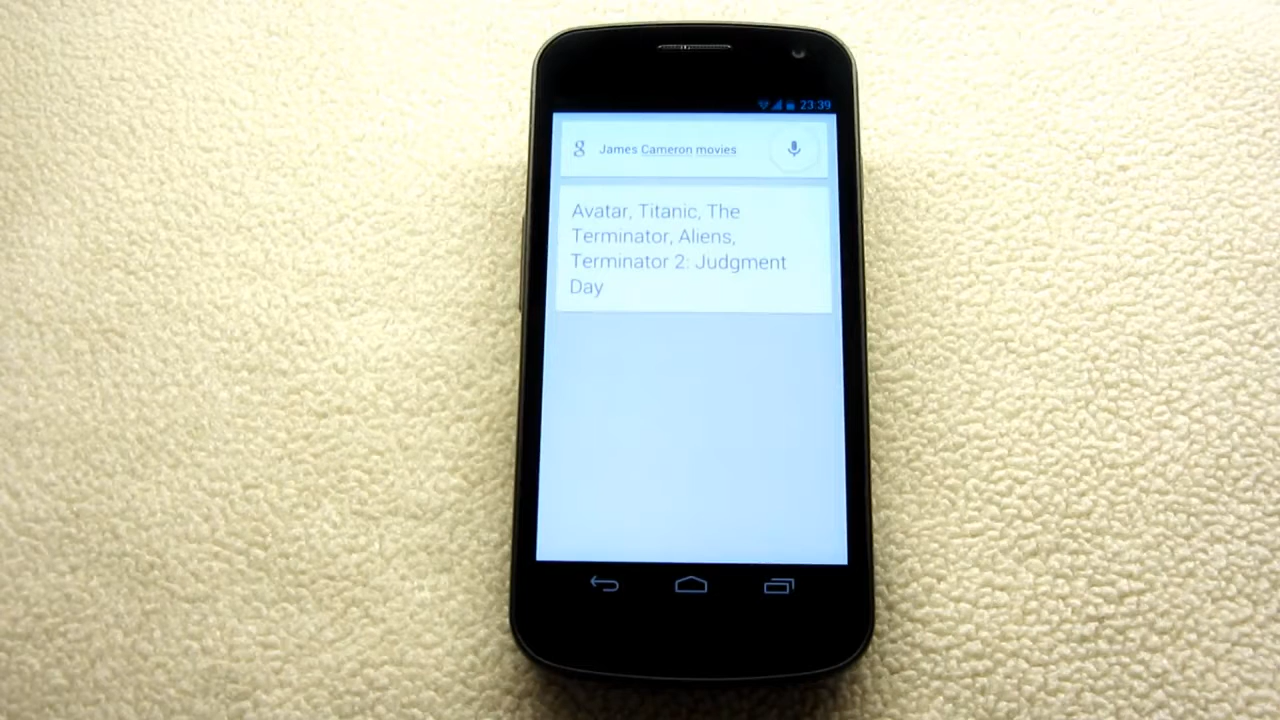 23:39
g James Cameron movies
Avatar, Titanic, The
Terminator, Aliens,
Terminator 2: Judgment
Day